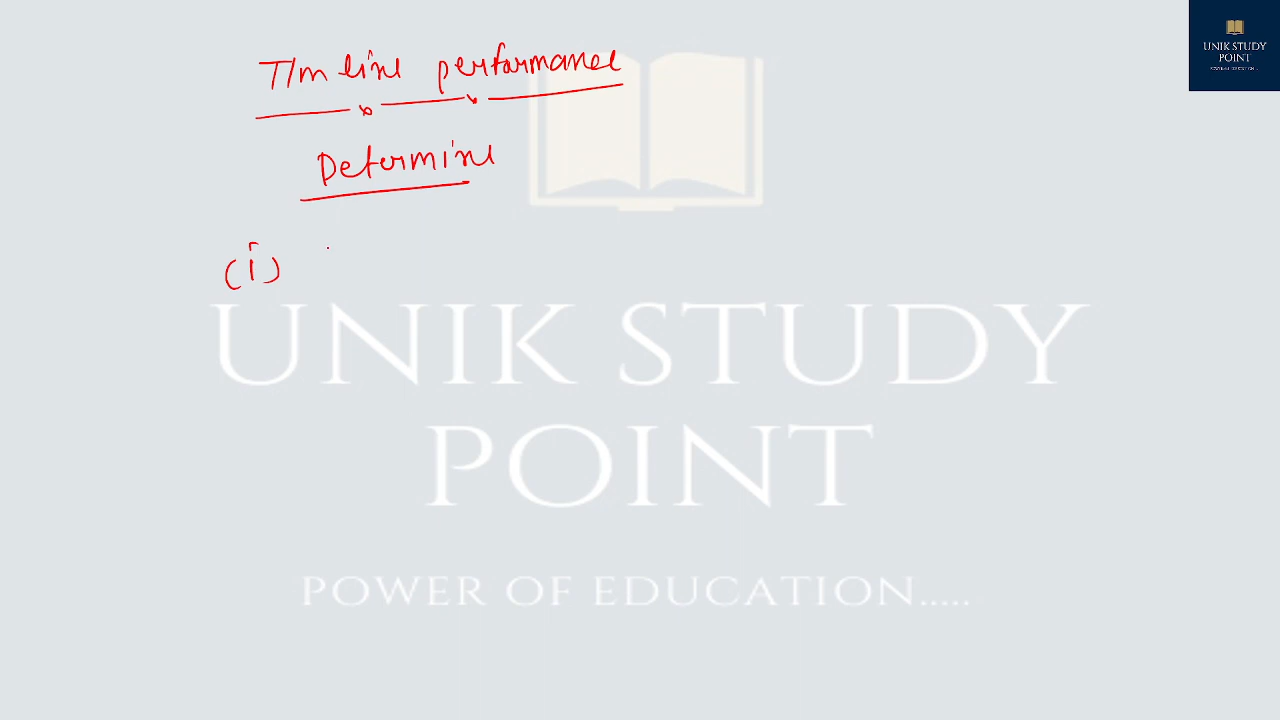 T/m line performance
Determine
(i)
UNIK STUDY
POINT
POWER OF EDUCATION.....
UNIK STUDY
POINT